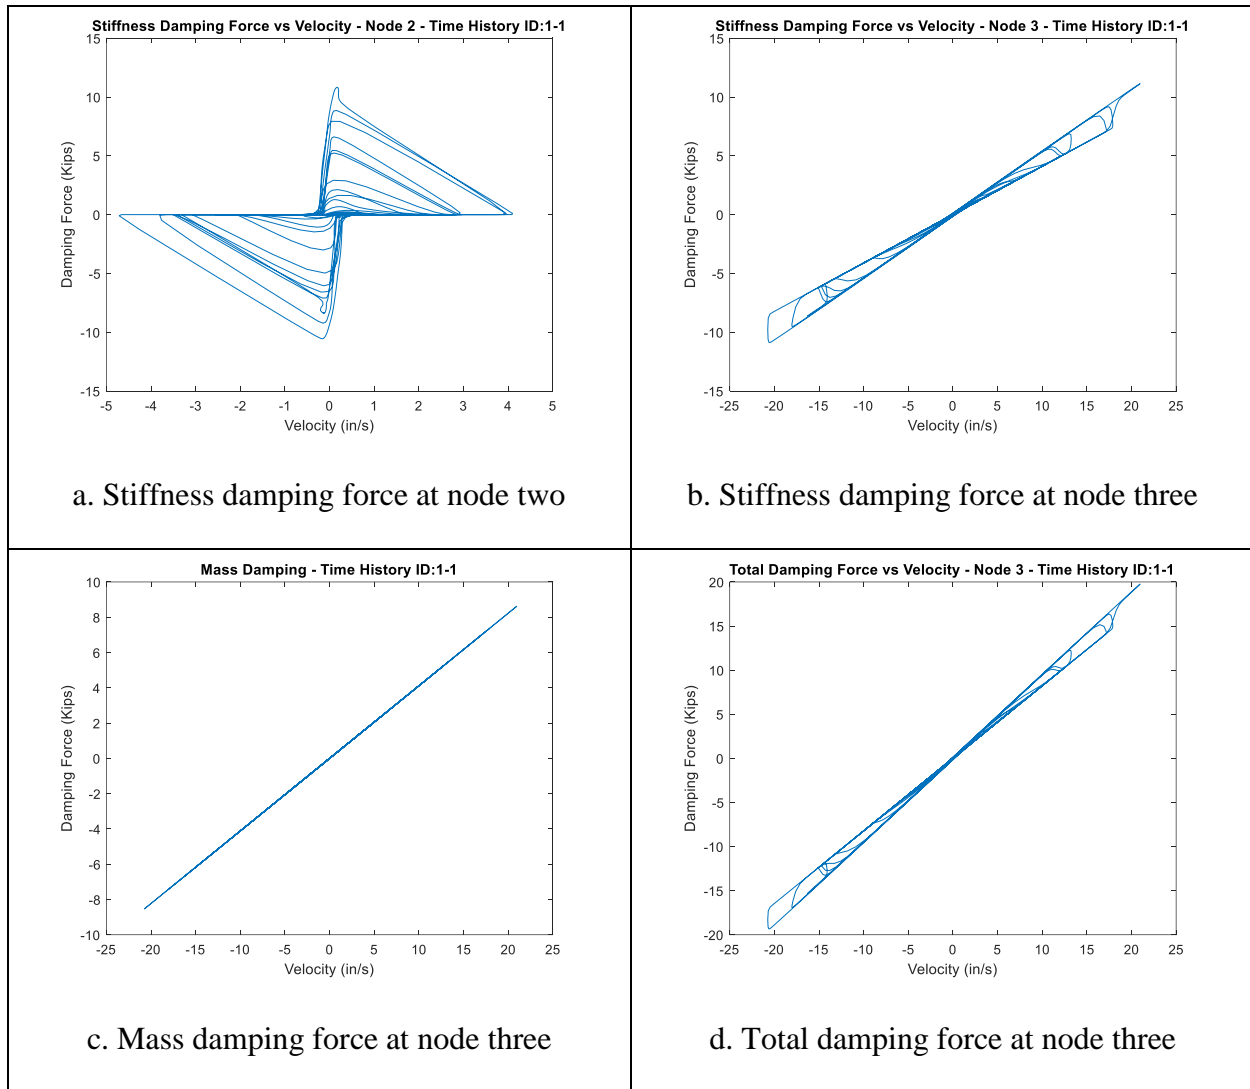 Stiffness Damping Force vs Velocity - Node 2 - Time History ID:1-1
15
10
5
0
-5
-10
-15
Damping Force (Kips)
-5 -4 -3 -2 -1 0 1 2 3 4 5
Velocity (in/s)
a. Stiffness damping force at node two
Stiffness Damping Force vs Velocity - Node 3 - Time History ID:1-1
15
10
5
0
-5
-10
-15
Damping Force (Kips)
-25 -20 -15 -10 -5 0 5 10 15 20 25
Velocity (in/s)
b. Stiffness damping force at node three
Mass Damping - Time History ID:1-1
10
8
6
4
2
0
-2
-4
-6
-8
-10
Damping Force (Kips)
-25 -20 -15 -10 -5 0 5 10 15 20 25
Velocity (in/s)
c. Mass damping force at node three
Total Damping Force vs Velocity - Node 3 - Time History ID:1-1
20
15
10
5
0
-5
-10
-15
-20
Damping Force (Kips)
-25 -20 -15 -10 -5 0 5 10 15 20 25
Velocity (in/s)
d. Total damping force at node three